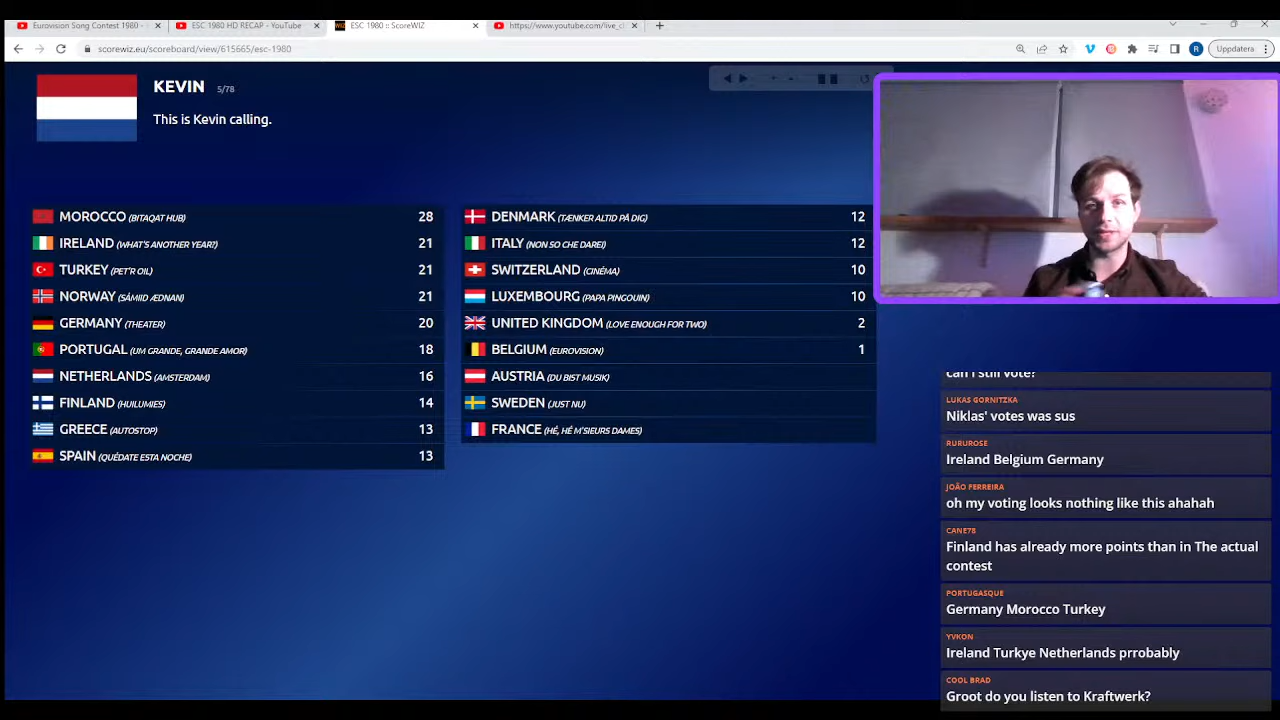 Eurovision Song Contest 1980 -
ESC 1980 HD RECAP - YouTube
ESC 1980 :: ScoreWIZ
https://www.youtube.com/live_c
scorewiz.eu/scoreboard/view/615665/esc-1980
R
Uppdatera
KEVIN 5/78
This is Kevin calling.
MOROCCO (BITAQAT HUB) 28
IRELAND (WHAT'S ANOTHER YEAR?) 21
TURKEY (PET'R OIL) 21
NORWAY (SÁMIID ÆDNAN) 21
GERMANY (THEATER) 20
PORTUGAL (UM GRANDE, GRANDE AMOR) 18
NETHERLANDS (AMSTERDAM) 16
FINLAND (HUILUMIES) 14
GREECE (AUTOSTOP) 13
SPAIN (QUÉDATE ESTA NOCHE) 13
DENMARK (TÆNKER ALTID PÅ DIG) 12
ITALY (NON SO CHE DAREI) 12
SWITZERLAND (CINÉMA) 10
LUXEMBOURG (PAPA PINGOUIN) 10
UNITED KINGDOM (LOVE ENOUGH FOR TWO) 2
BELGIUM (EUROVISION) 1
AUSTRIA (DU BIST MUSIK)
SWEDEN (JUST NU)
FRANCE (HÉ, HÉ M'SIEURS DAMES)
can I still vote?
LUKAS GORNITZKA
Niklas' votes was sus
RURUROSE
Ireland Belgium Germany
JOÃO FERREIRA
oh my voting looks nothing like this ahahah
CANE78
Finland has already more points than in The actual
contest
PORTUGASQUE
Germany Morocco Turkey
YVKON
Ireland Turkye Netherlands prrobably
COOL BRAD
Groot do you listen to Kraftwerk?